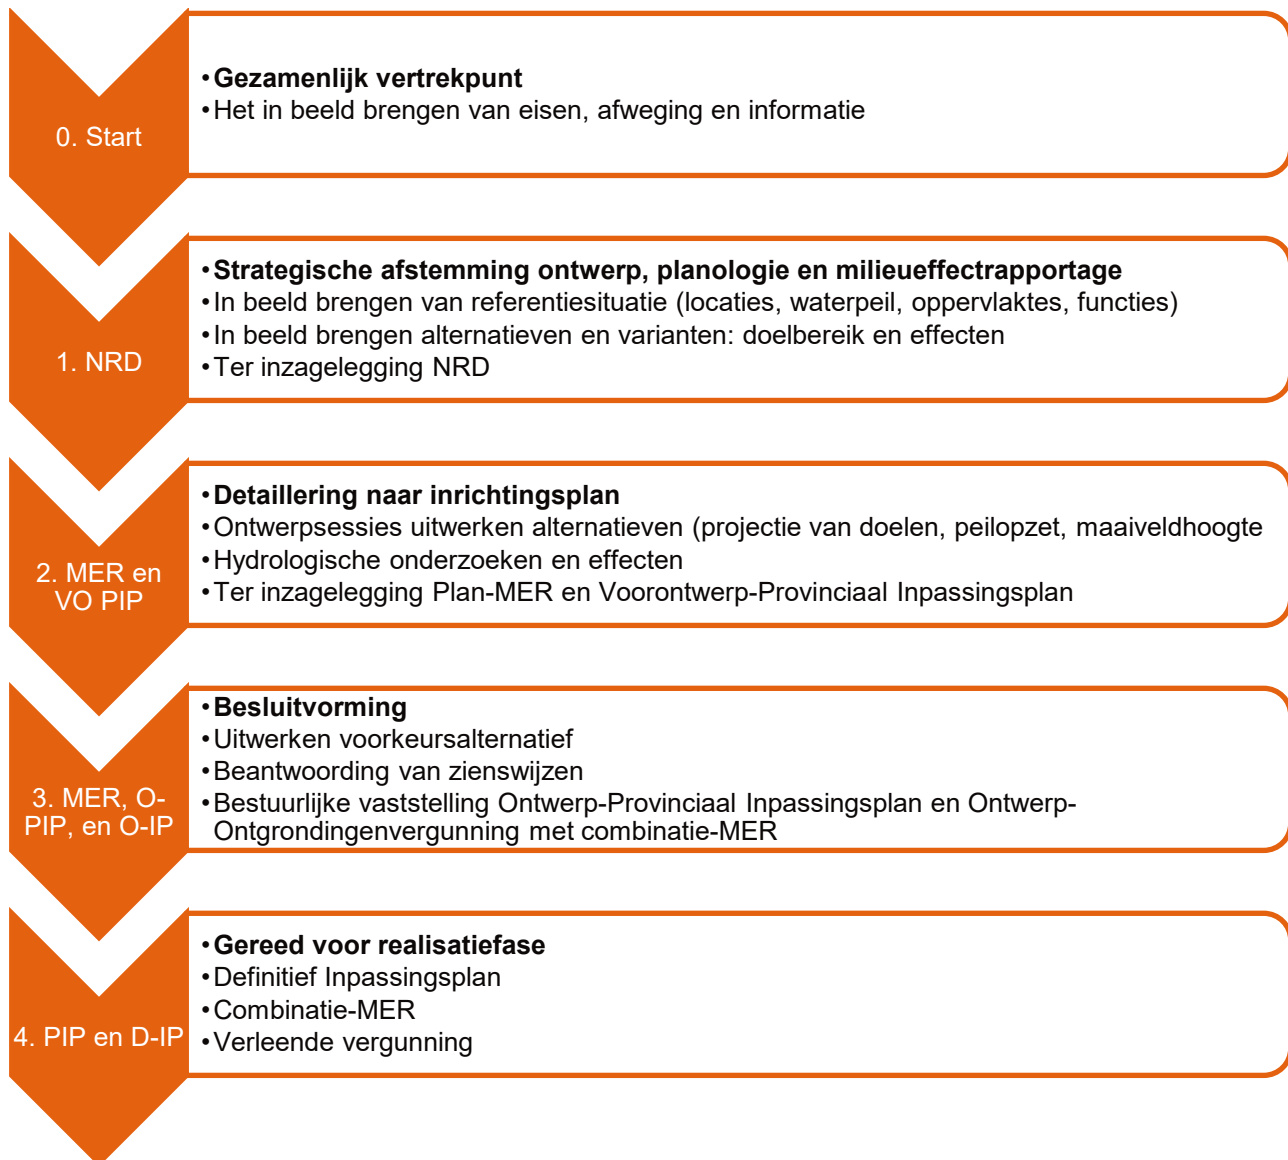 0. Start
•Gezamenlijk vertrekpunt
•Het in beeld brengen van eisen, afweging en informatie
1. NRD
•Strategische afstemming ontwerp, planologie en milieueffectrapportage
•In beeld brengen van referentiesituatie (locaties, waterpeil, oppervlaktes, functies)
•In beeld brengen alternatieven en varianten: doelbereik en effecten
•Ter inzagelegging NRD
2. MER en
VO PIP
•Detaillering naar inrichtingsplan
•Ontwerpsessies uitwerken alternatieven (projectie van doelen, peilopzet, maaiveldhoogte
•Hydrologische onderzoeken en effecten
•Ter inzagelegging Plan-MER en Voorontwerp-Provinciaal Inpassingsplan
3. MER, O-
PIP, en O-IP
•Besluitvorming
•Uitwerken voorkeursalternatief
•Beantwoording van zienswijzen
•Bestuurlijke vaststelling Ontwerp-Provinciaal Inpassingsplan en Ontwerp-
Ontgrondingenvergunning met combinatie-MER
4. PIP en D-IP
•Gereed voor realisatiefase
•Definitief Inpassingsplan
•Combinatie-MER
•Verleende vergunning